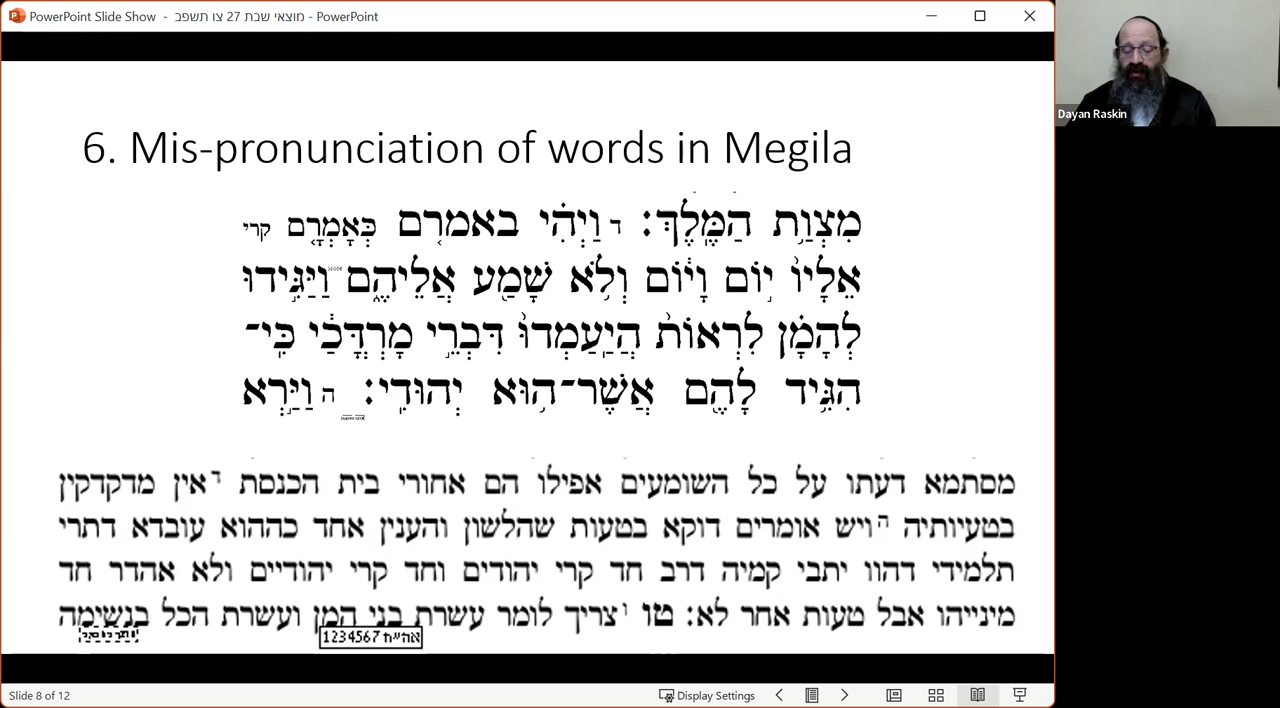 PowerPoint Slide Show - מוצאי שבת 27 צו תשפב - PowerPoint
Dayan Raskin
6. Mis-pronunciation of words in Megila
מִצְוַ֥ת הַמֶּֽלֶךְ׃ ד וַיְהִ֗י באמר֤ם כְּאָמְרָ֤ם קרי
אֵלָיו֙ י֣וֹם וָי֔וֹם וְלֹ֥א שָׁמַ֖ע אֲלֵיהֶ֑ם וַיַּגִּ֣ידוּ
לְהָמָ֗ן לִרְאוֹת֙ הֲיַֽעַמְדוּ֙ דִּבְרֵ֣י מָרְדֳּכַ֔י כִּֽי־
הִגִּ֥יד לָהֶ֖ם אֲשֶׁר־ה֥וּא יְהוּדִֽי׃ ה וַיַּ֣רְא
מסתמא דעתו על כל השומעים אפילו הם אחורי בית הכנסת ד אין מדקדקין
בטעיותיה ה ויש אומרים דוקא בטעות שהלשון והענין אחד כההוא עובדא דתרי
תלמידי דהוו יתבי קמיה דרב חד קרי יהודים וחד קרי יהודיים ולא אהדר חד
מינייהו אבל טעות אחר לא: טו ו צריך לומר עשרת בני המן ועשרת הכל בנשימה
1234567 אה״ח
Slide 8 of 12
Display Settings